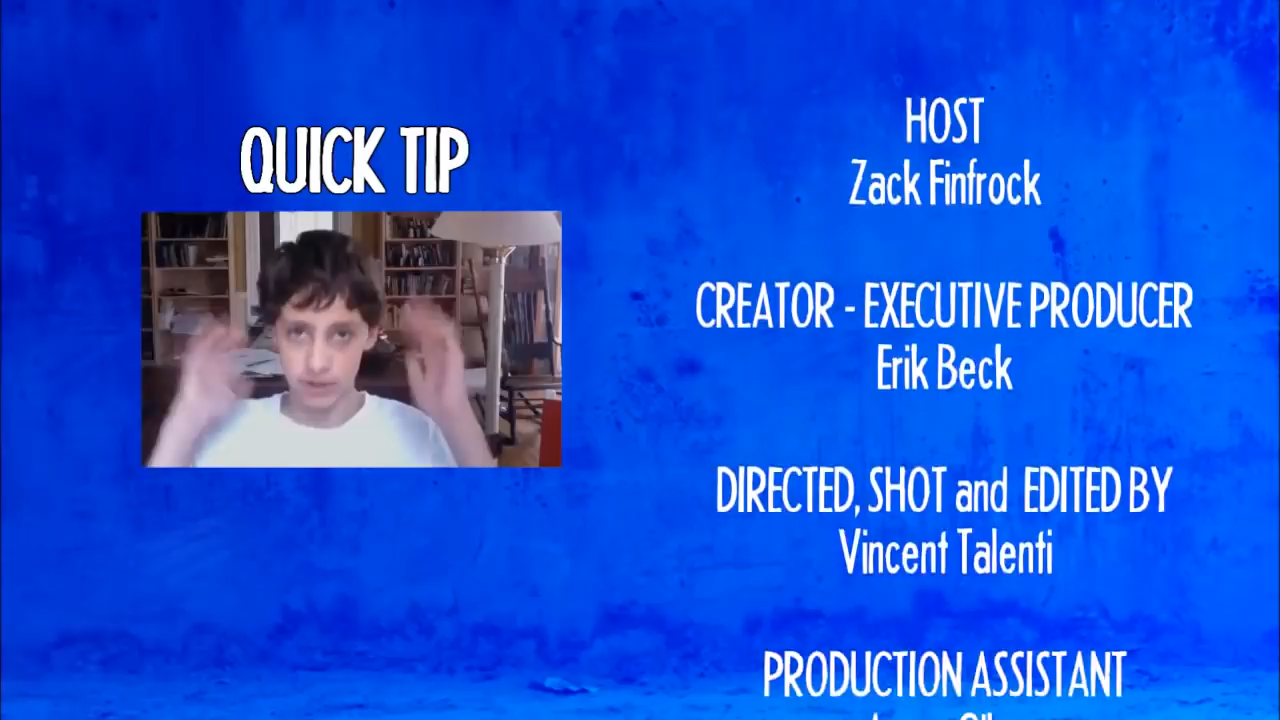 QUICK TIP
HOST
Zack Finfrock
CREATOR - EXECUTIVE PRODUCER
Erik Beck
DIRECTED, SHOT and EDITED BY
Vincent Talenti
PRODUCTION ASSISTANT